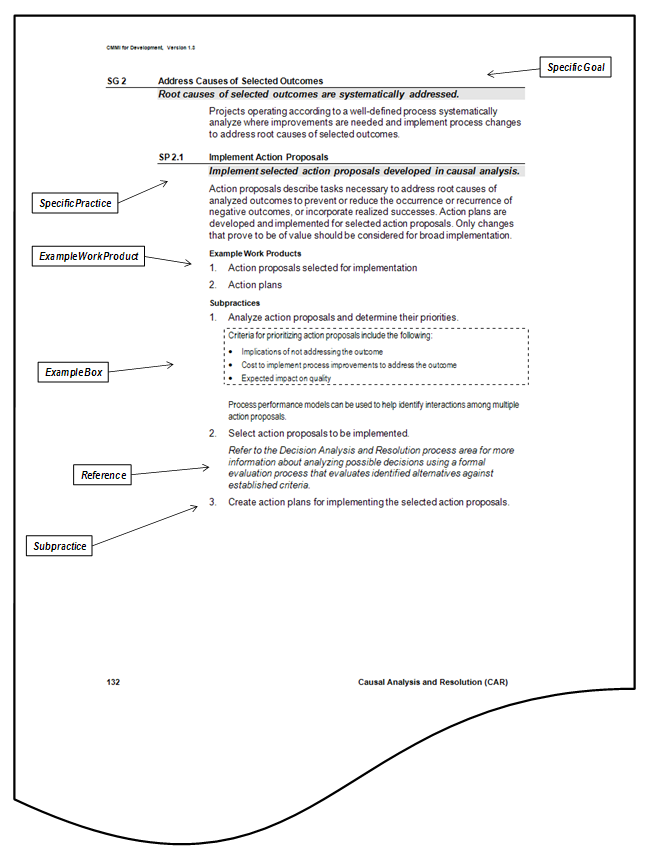 CMMI for Development, Version 1.3
Specific Goal
SG 2 Address Causes of Selected Outcomes
Root causes of selected outcomes are systematically addressed.
Projects operating according to a well-defined process systematically
analyze where improvements are needed and implement process changes
to address root causes of selected outcomes.
SP 2.1 Implement Action Proposals
Implement selected action proposals developed in causal analysis.
Specific Practice
Action proposals describe tasks necessary to address root causes of
analyzed outcomes to prevent or reduce the occurrence or recurrence of
negative outcomes, or incorporate realized successes. Action plans are
developed and implemented for selected action proposals. Only changes
that prove to be of value should be considered for broad implementation.
Example Work Product
Example Work Products
1. Action proposals selected for implementation
2. Action plans
Subpractices
1. Analyze action proposals and determine their priorities.
Example Box
Criteria for prioritizing action proposals include the following:
• Implications of not addressing the outcome
• Cost to implement process improvements to address the outcome
• Expected impact on quality
Process performance models can be used to help identify interactions among multiple
action proposals.
2. Select action proposals to be implemented.
Reference
Refer to the Decision Analysis and Resolution process area for more
information about analyzing possible decisions using a formal
evaluation process that evaluates identified alternatives against
established criteria.
Subpractice
3. Create action plans for implementing the selected action proposals.
132 Causal Analysis and Resolution (CAR)